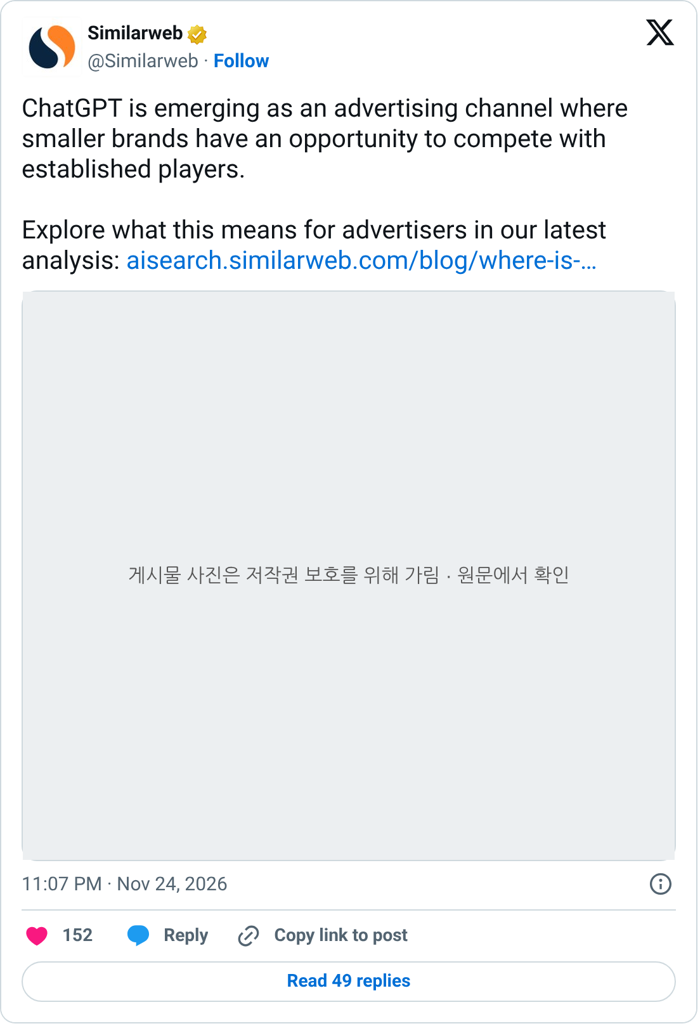 Similarweb
@Similarweb · Follow
ChatGPT is emerging as an advertising channel where
smaller brands have an opportunity to compete with
established players.
Explore what this means for advertisers in our latest
analysis: aisearch.similarweb.com/blog/where-is-...
게시물 사진은 저작권 보호를 위해 가림 · 원문에서 확인
11:07 PM · Nov 24, 2026
152 Reply Copy link to post
Read 49 replies